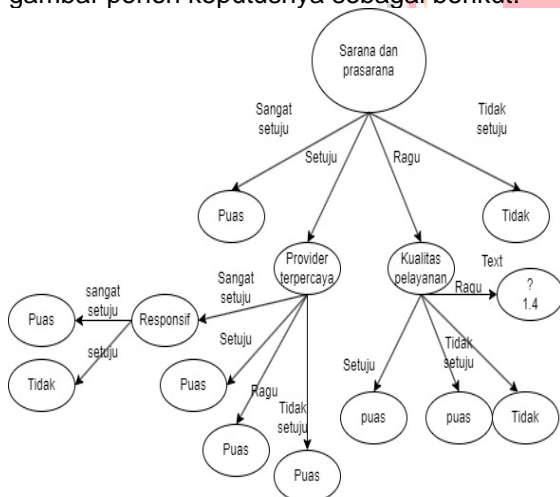 gambar pohon keputusnya sebagai berikut:
Sarana dan
prasarana
Sangat
setuju
Setuju
Ragu
Tidak
setuju
Puas
Provider
terpercaya
Kualitas
pelayanan
Tidak
Text
Ragu
?
1.4
Sangat
setuju
sangat
setuju
Puas
Responsif
setuju
Tidak
Setuju
Puas
Ragu
Puas
Tidak
setuju
Puas
Setuju
puas
Tidak
setuju
puas
Tidak